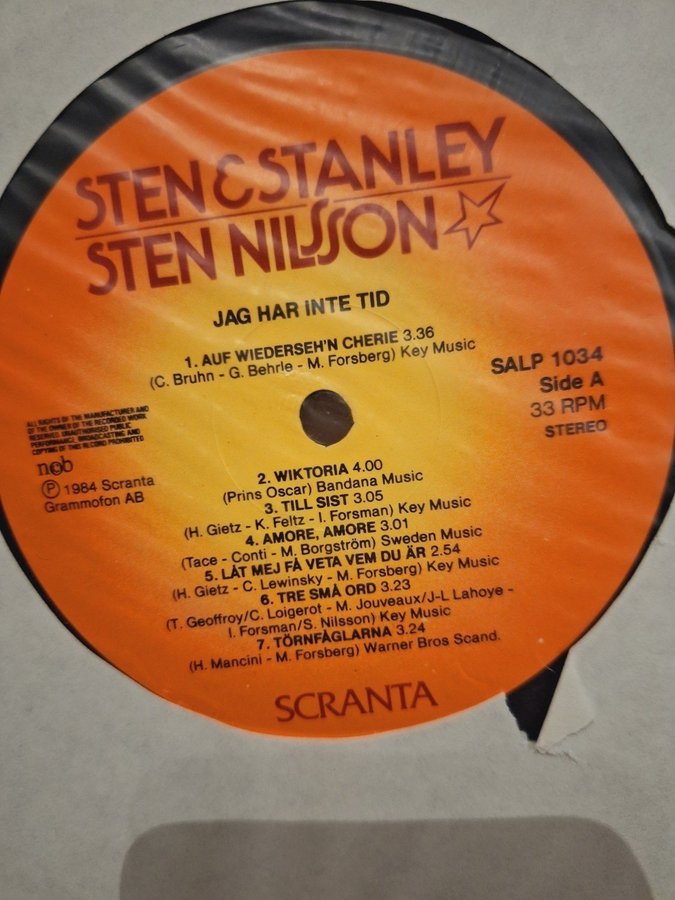 STEN & STANLEY
STEN NILSSON
JAG HAR INTE TID
1. AUF WIEDERSEH'N CHERIE 3.36
(C. Bruhn - G. Behrle - M. Forsberg) Key Music
SALP 1034
Side A
33 RPM
STEREO
ALL RIGHTS OF THE MANUFACTURER AND
OF THE OWNER OF THE RECORDED WORK
RESERVED. UNAUTHORISED PUBLIC
PERFORMANCE, BROADCASTING AND
COPYING OF THIS RECORD PROHIBITED
n©b
Ⓟ 1984 Scranta
Grammofon AB
2. WIKTORIA 4.00
(Prins Oscar) Bandana Music
3. TILL SIST 3.05
(H. Gietz - K. Feltz - I. Forsman) Key Music
4. AMORE, AMORE 3.01
(Tace - Conti - M. Borgström) Sweden Music
5. LÅT MEJ FÅ VETA VEM DU ÄR 2.54
(H. Gietz - C. Lewinsky - M. Forsberg) Key Music
6. TRE SMÅ ORD 3.23
(T. Geoffroy/C. Loigerot - M. Jouveaux/J-L Lahoye -
I. Forsman/S. Nilsson) Key Music
7. TÖRNFÅGLARNA 3.24
(H. Mancini - M. Forsberg) Warner Bros Scand.
SCRANTA